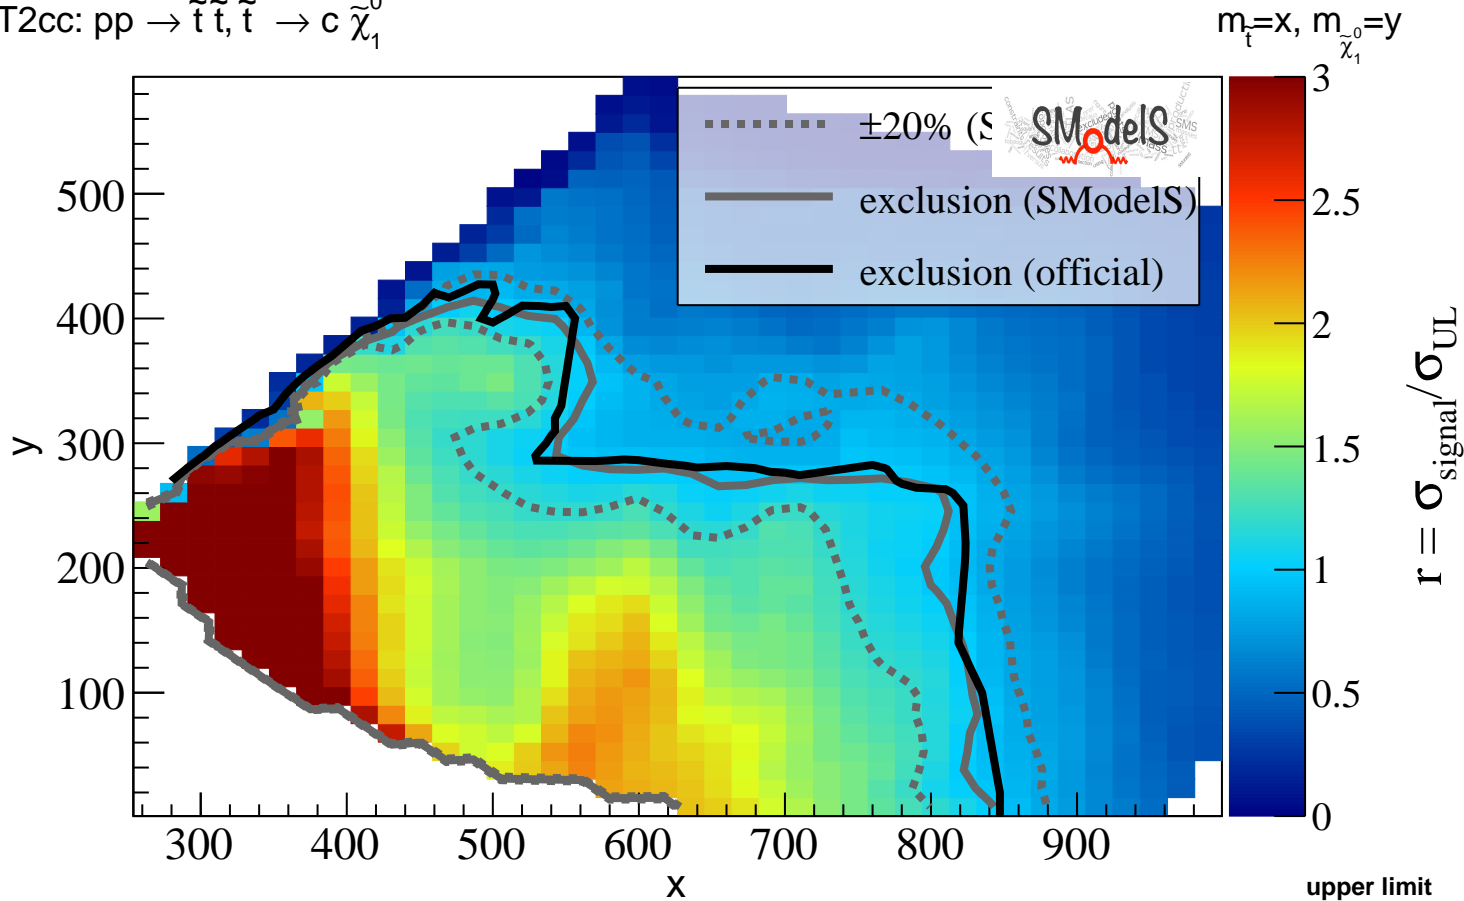 T2cc: pp → t̃ t̃, t̃ → c χ̃₁⁰
m_t̃=x, m_χ̃₁⁰=y
±20% (S
SModelS
exclusion (SModelS)
exclusion (official)
500
400
300
200
100
y
300 400 500 600 700 800 900
x
3
2.5
2
1.5
1
0.5
0
r = σ_signal/σ_UL
upper limit